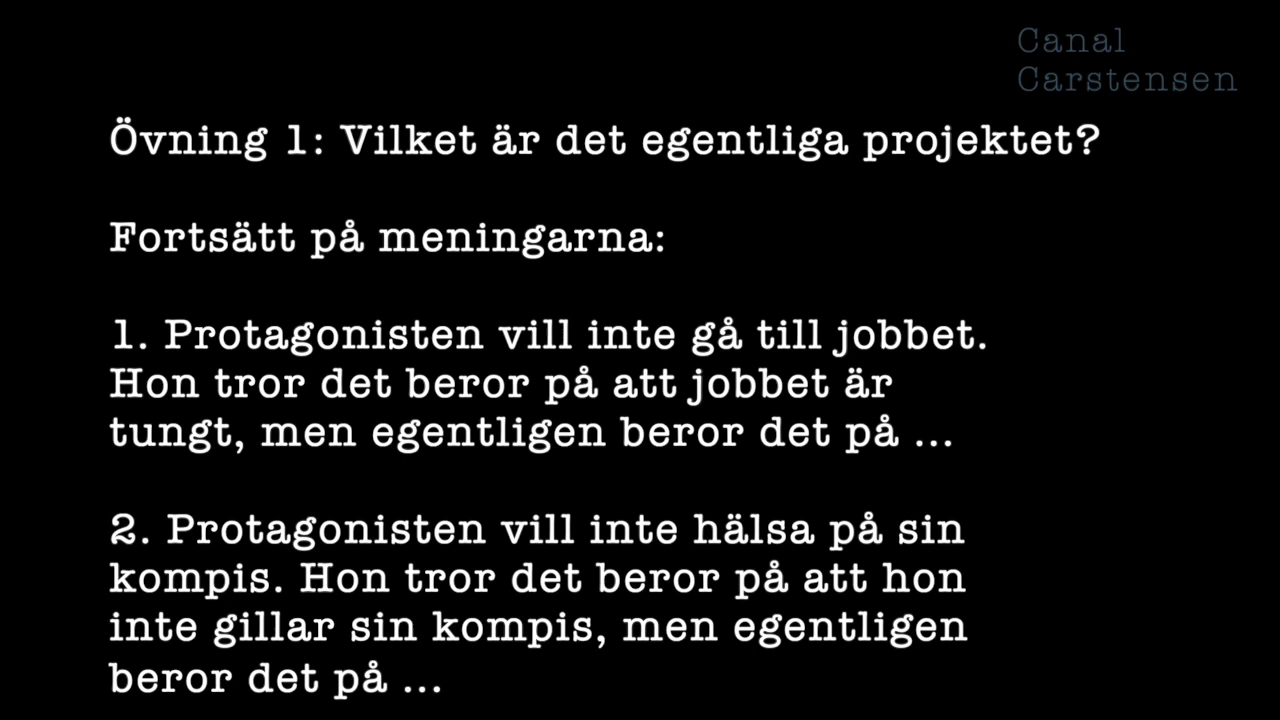 Canal
Carstensen
Övning 1: Vilket är det egentliga projektet?
Fortsätt på meningarna:
1. Protagonisten vill inte gå till jobbet.
Hon tror det beror på att jobbet är
tungt, men egentligen beror det på ...
2. Protagonisten vill inte hälsa på sin
kompis. Hon tror det beror på att hon
inte gillar sin kompis, men egentligen
beror det på ...